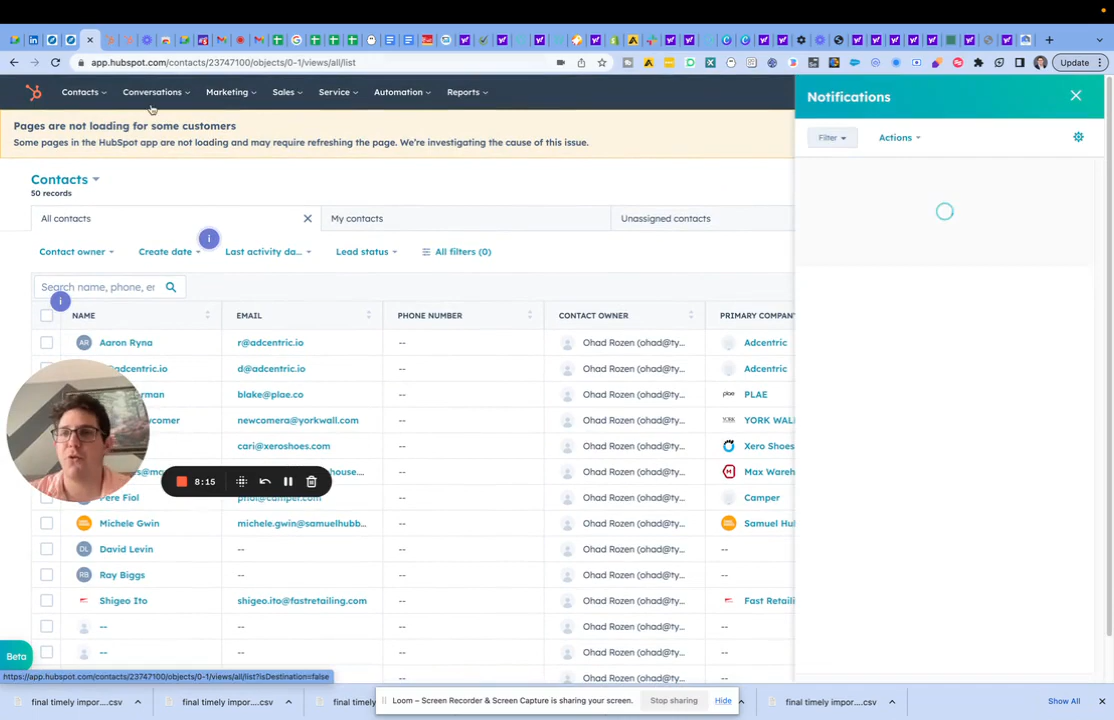 app.hubspot.com/contacts/23747100/objects/0-1/views/all/list
Update
Contacts
Conversations
Marketing
Sales
Service
Automation
Reports
Notifications
Filter
Actions
Pages are not loading for some customers
Some pages in the HubSpot app are not loading and may require refreshing the page. We're investigating the cause of this issue.
Contacts
50 records
All contacts
My contacts
Unassigned contacts
Contact owner
Create date
Last activity da...
Lead status
All filters (0)
Search name, phone, er
NAME EMAIL PHONE NUMBER CONTACT OWNER PRIMARY COMPAN
AR Aaron Ryna r@adcentric.io -- Ohad Rozen (ohad@ty... Adcentric
@adcentric.io d@adcentric.io -- Ohad Rozen (ohad@ty... Adcentric
blake@plae.co -- Ohad Rozen (ohad@ty... PLAE
newcomera@yorkwall.com -- Ohad Rozen (ohad@ty... YORK WAL
cari@xeroshoes.com -- Ohad Rozen (ohad@ty... Xero Shoes
-- Ohad Rozen (ohad@ty... Max Wareh
8:15
Pere Fiol -- Ohad Rozen (ohad@ty... Camper
Michele Gwin michele.gwin@samuelhubb... -- Ohad Rozen (ohad@ty... Samuel Hu
DL David Levin -- -- Ohad Rozen (ohad@ty... --
RB Ray Biggs -- -- Ohad Rozen (ohad@ty... --
Shigeo Ito shigeo.ito@fastretailing.com -- Ohad Rozen (ohad@ty... Fast Retaili
-- -- -- Ohad Rozen (ohad@ty... --
-- -- -- Ohad Rozen (ohad@ty... --
-- Ohad Rozen (ohad@ty...
Beta
https://app.hubspot.com/contacts/23747100/objects/0-1/views/all/list?isDestination=false
final timely impor....csv
final timely impor....csv
final timely
Loom – Screen Recorder & Screen Capture is sharing your screen.
Stop sharing
Hide
final timely impor....csv
Show All